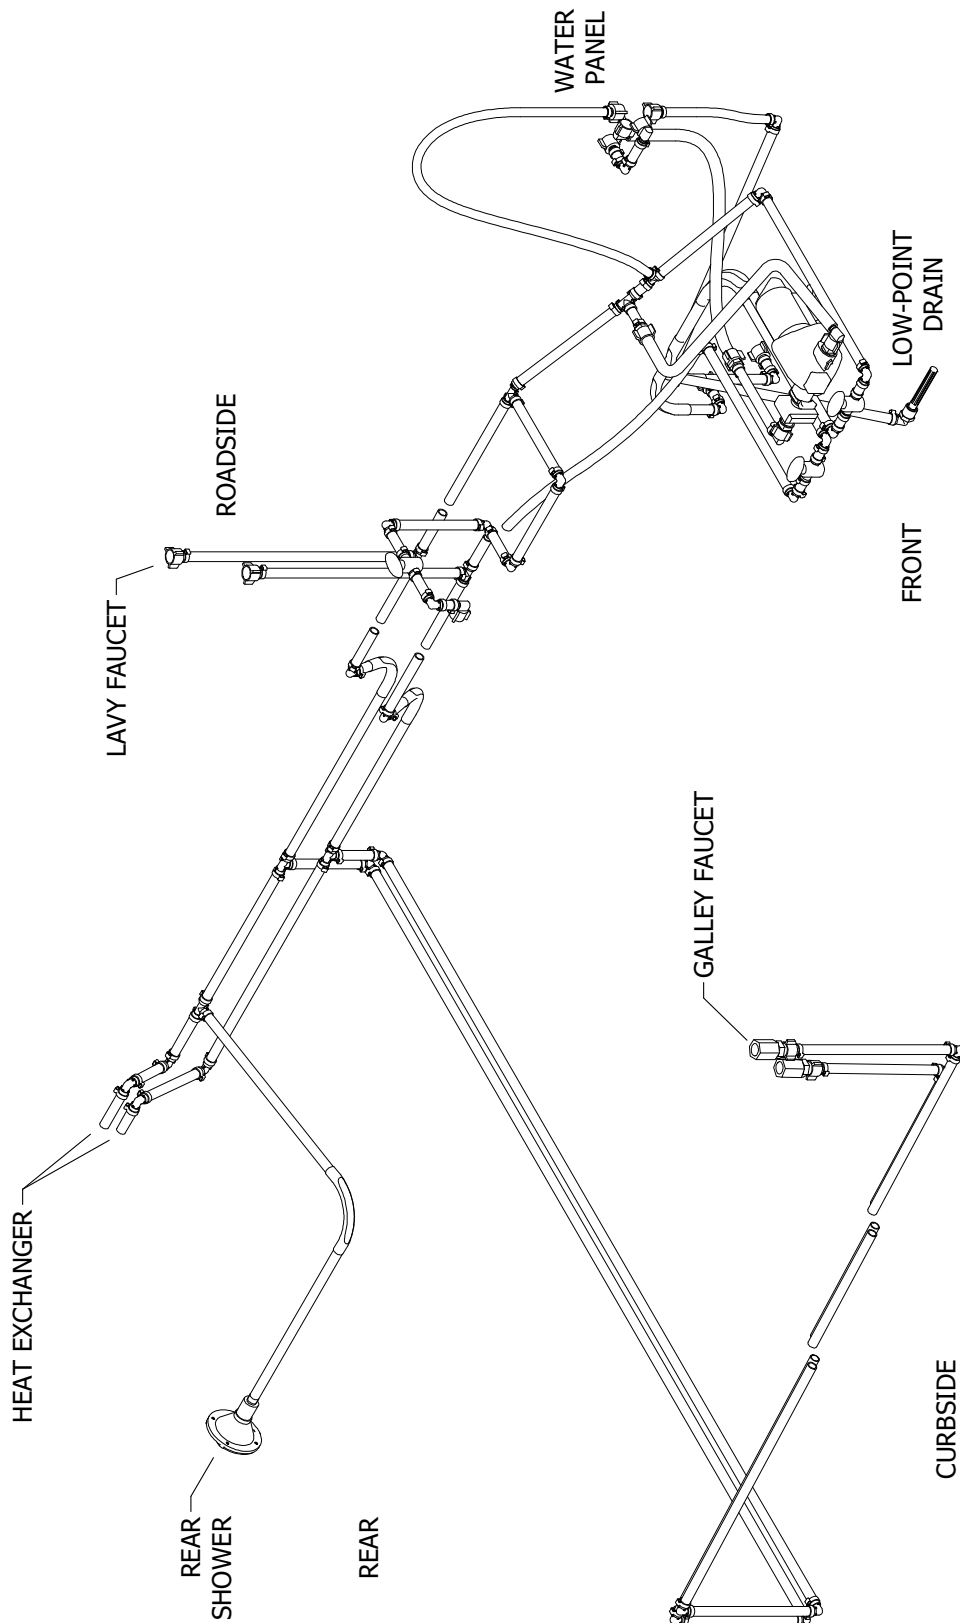 HEAT EXCHANGER
REAR
SHOWER
REAR
LAVY FAUCET
ROADSIDE
WATER
PANEL
LOW-POINT
DRAIN
FRONT
GALLEY FAUCET
CURBSIDE